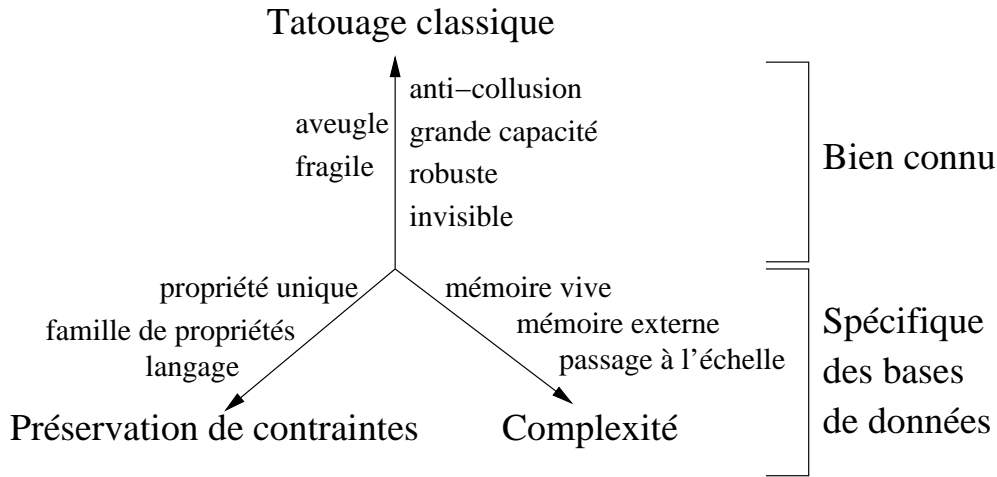 Tatouage classique
anti−collusion
aveugle
grande capacité
fragile
robuste
invisible
Bien connu
propriété unique
mémoire vive
famille de propriétés
mémoire externe
langage
passage à l'échelle
Préservation de contraintes
Complexité
Spécifique
des bases
de données